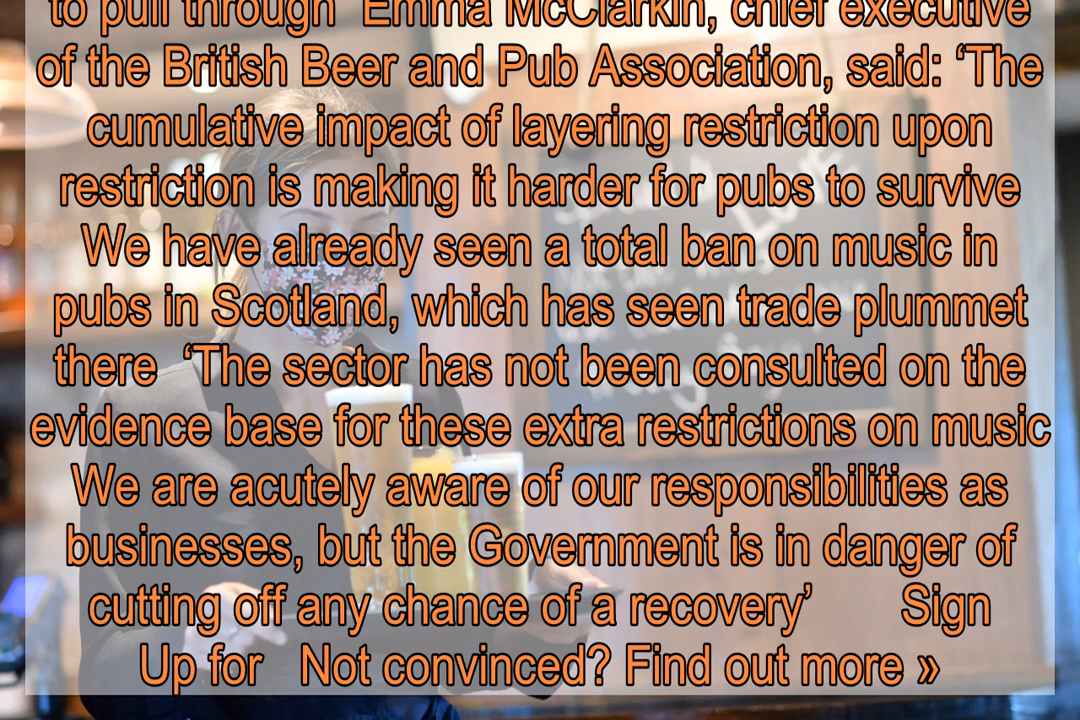 to pull through  Emma McClarkin, chief executive
of the British Beer and Pub Association, said: ‘The
cumulative impact of layering restriction upon
restriction is making it harder for pubs to survive
We have already seen a total ban on music in
pubs in Scotland, which has seen trade plummet
there  ‘The sector has not been consulted on the
evidence base for these extra restrictions on music
We are acutely aware of our responsibilities as
businesses, but the Government is in danger of
cutting off any chance of a recovery’       Sign
Up for   Not convinced? Find out more »